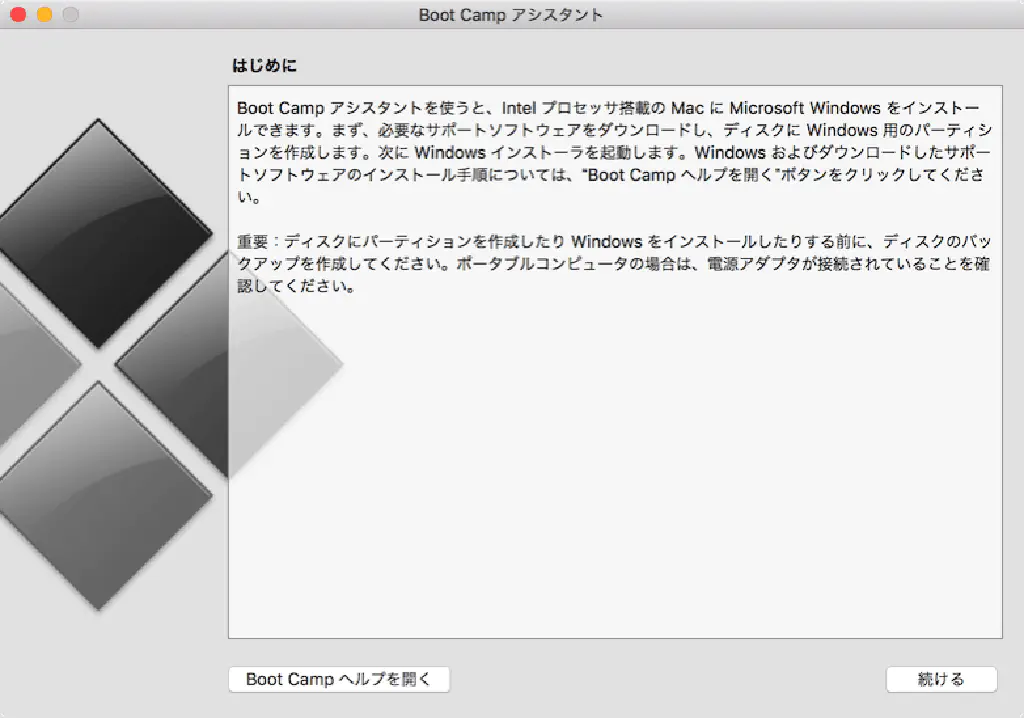 Boot Camp アシスタント
はじめに
Boot Camp アシスタントを使うと、Intel プロセッサ搭載の Mac に Microsoft Windows をインストー
ルできます。まず、必要なサポートソフトウェアをダウンロードし、ディスクに Windows 用のパーティシ
ョンを作成します。次に Windows インストーラを起動します。Windows およびダウンロードしたサポー
トソフトウェアのインストール手順については、“Boot Camp ヘルプを開く”ボタンをクリックしてくださ
い。
重要：ディスクにパーティションを作成したり Windows をインストールしたりする前に、ディスクのバッ
クアップを作成してください。ポータブルコンピュータの場合は、電源アダプタが接続されていることを確
認してください。
Boot Camp ヘルプを開く
続ける